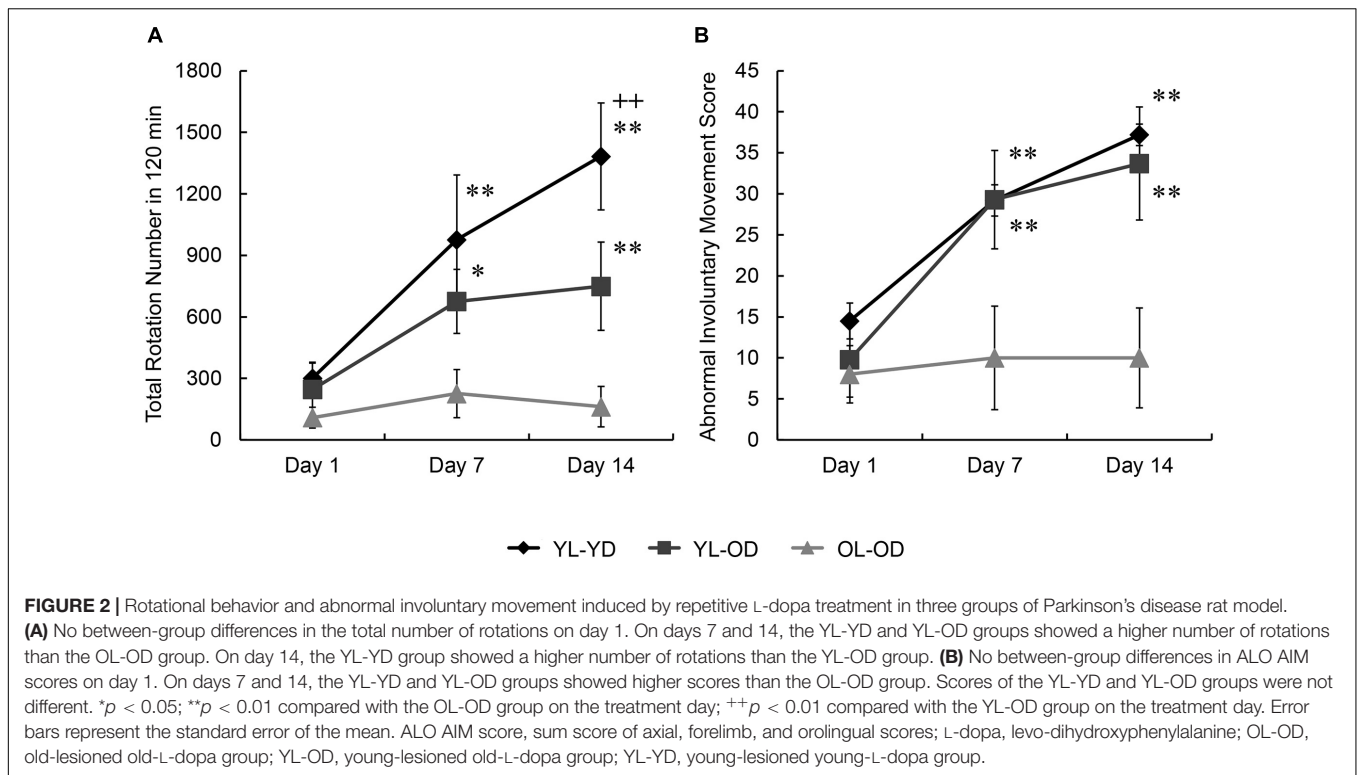 A
B
1800
1500
1200
900
600
300
0
Total Rotation Number in 120 min
++
**
**
*
**
Day 1 Day 7 Day 14
45
40
35
30
25
20
15
10
5
0
Abnormal Involuntary Movement Score
**
**
**
**
Day 1 Day 7 Day 14
YL-YD YL-OD OL-OD
FIGURE 2 | Rotational behavior and abnormal involuntary movement induced by repetitive L-dopa treatment in three groups of Parkinson's disease rat model.
(A) No between-group differences in the total number of rotations on day 1. On days 7 and 14, the YL-YD and YL-OD groups showed a higher number of rotations
than the OL-OD group. On day 14, the YL-YD group showed a higher number of rotations than the YL-OD group. (B) No between-group differences in ALO AIM
scores on day 1. On days 7 and 14, the YL-YD and YL-OD groups showed higher scores than the OL-OD group. Scores of the YL-YD and YL-OD groups were not
different. *p < 0.05; **p < 0.01 compared with the OL-OD group on the treatment day; ++p < 0.01 compared with the YL-OD group on the treatment day. Error
bars represent the standard error of the mean. ALO AIM score, sum score of axial, forelimb, and orolingual scores; L-dopa, levo-dihydroxyphenylalanine; OL-OD,
old-lesioned old-L-dopa group; YL-OD, young-lesioned old-L-dopa group; YL-YD, young-lesioned young-L-dopa group.